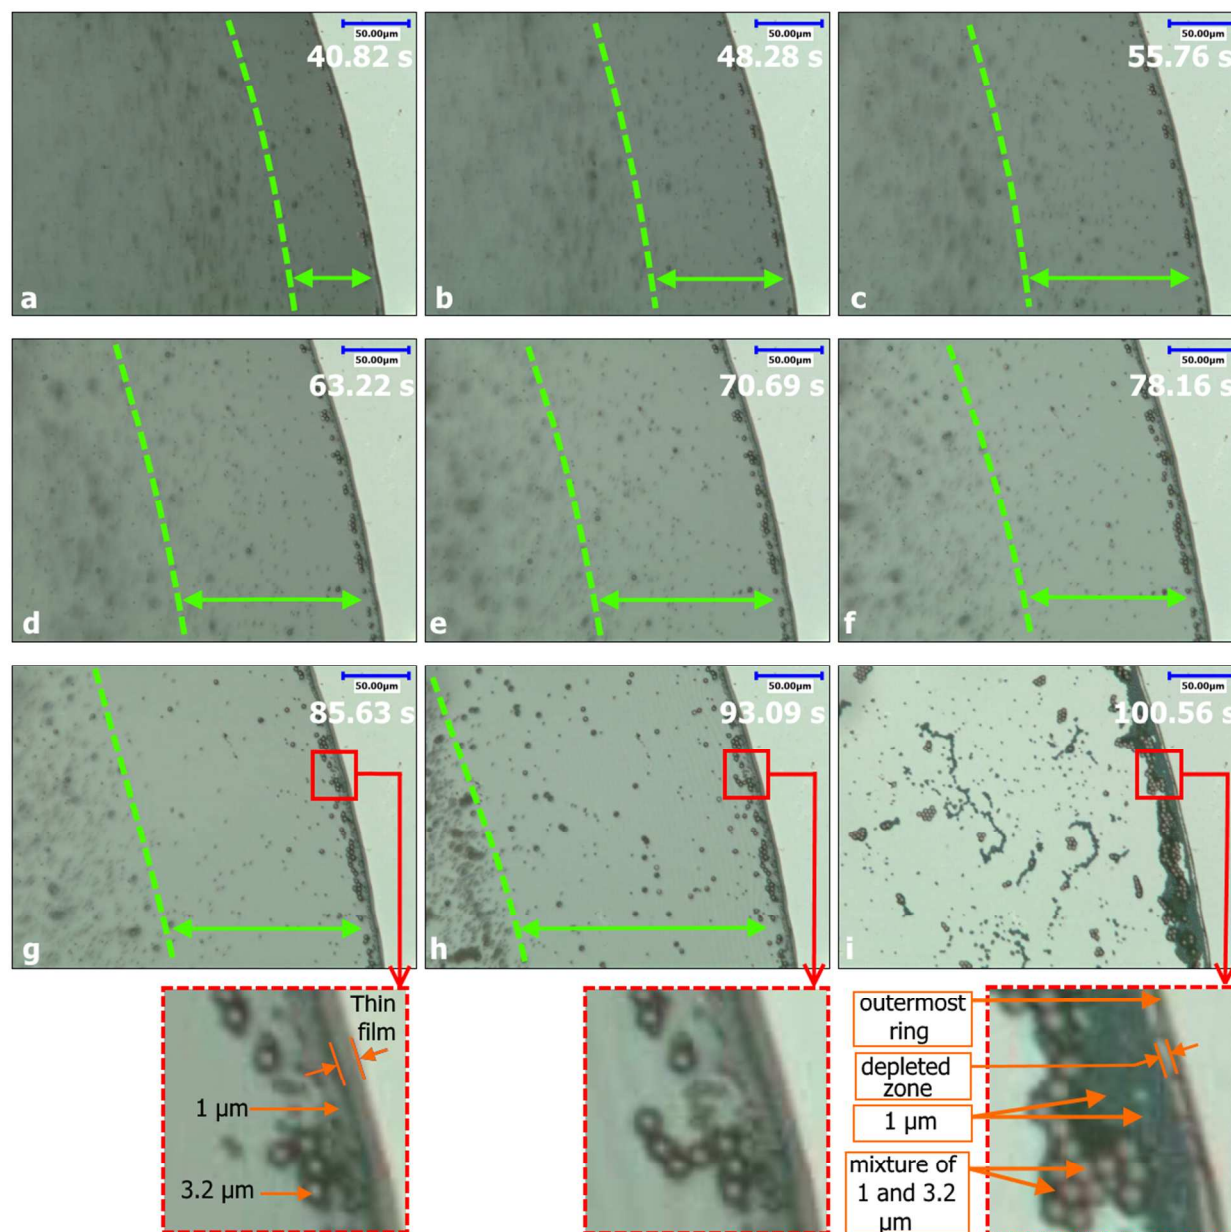 50.00µm
40.82 s
a
50.00µm
48.28 s
b
50.00µm
55.76 s
c
50.00µm
63.22 s
d
50.00µm
70.69 s
e
50.00µm
78.16 s
f
50.00µm
85.63 s
g
50.00µm
93.09 s
h
50.00µm
100.56 s
i
Thin
film
1 µm
3.2 µm
outermost
ring
depleted
zone
1 µm
mixture of
1 and 3.2
µm